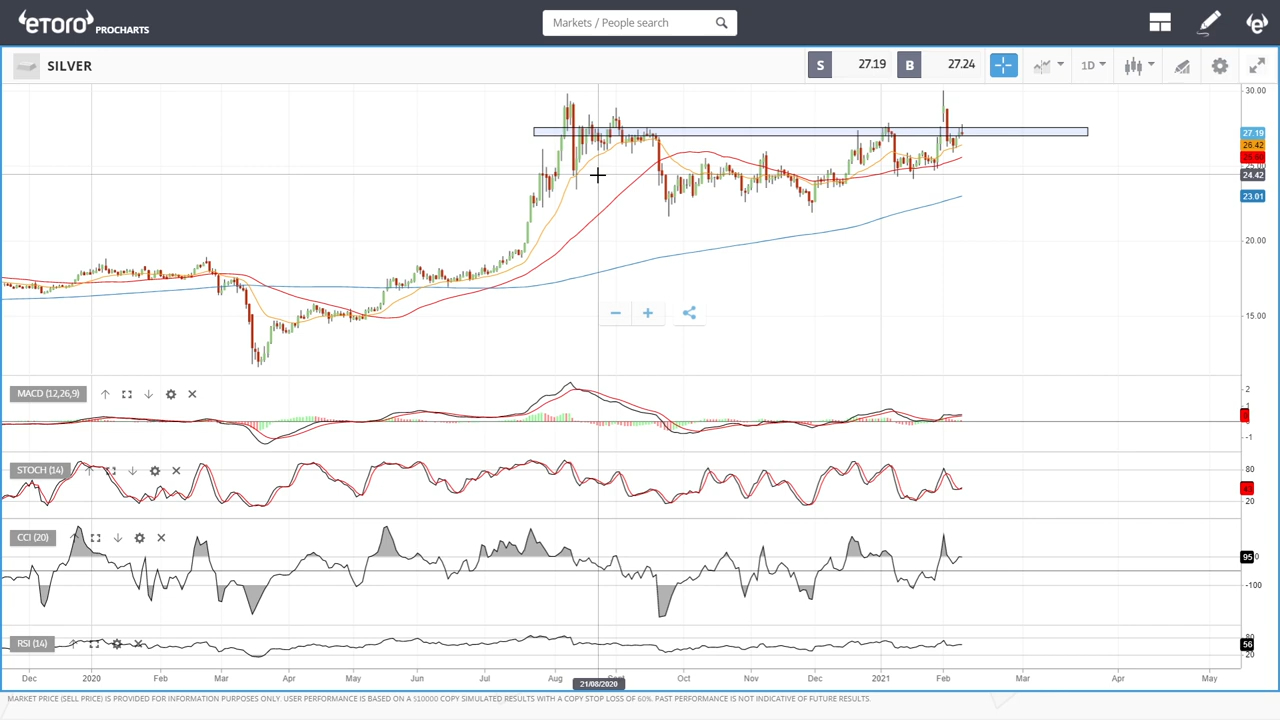 eToro PROCHARTS
Markets / People search
SILVER
S 27.19 B 27.24
1D
30.00
27.19
26.42
24.42
23.01
20.00
15.00
MACD (12,26,9)
2
1
-1
STOCH (14)
80
20
CCI (20)
95
-100
RSI (14)
80
56
20
Dec 2020 Feb Mar Apr May Jun Jul Aug Sept Oct Nov Dec 2021 Feb Mar Apr May
21/08/2020
MARKET PRICE (SELL PRICE) IS PROVIDED FOR INFORMATION PURPOSES ONLY. USER PERFORMANCE IS BASED ON A $10000 COPY SIMULATED RESULTS WITH A COPY STOP LOSS OF 60%. PAST PERFORMANCE IS NOT INDICATIVE OF FUTURE RESULTS.